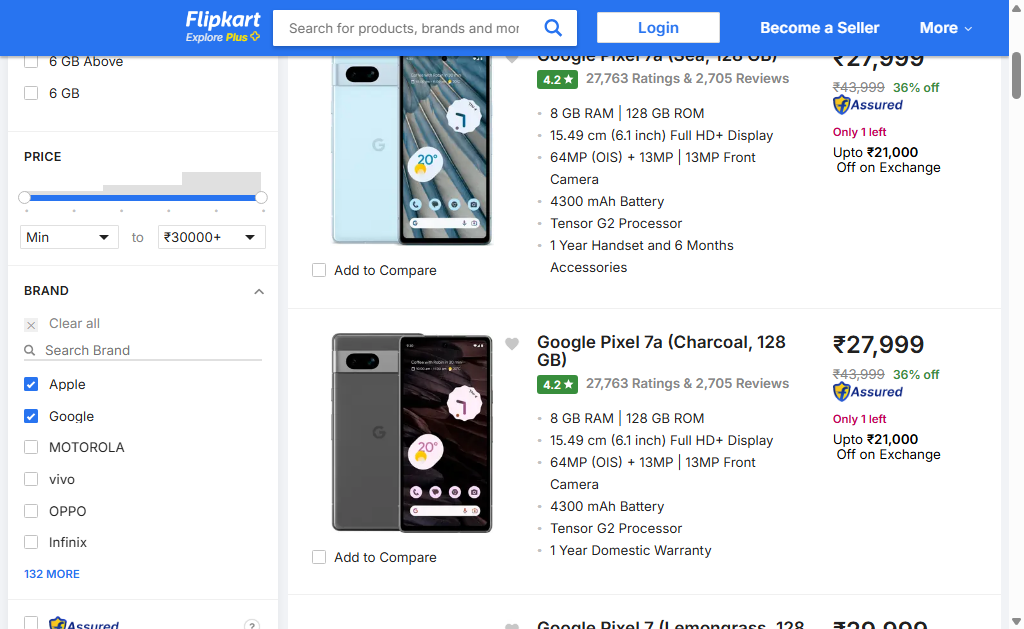 Flipkart
Explore Plus
Search for products, brands and mor
Login
Become a Seller
More
6 GB Above
6 GB
PRICE
Min
to
₹30000+
BRAND
Clear all
Search Brand
Apple
Google
MOTOROLA
vivo
OPPO
Infinix
132 MORE
Assured
?
Google Pixel 7a (Sea, 128 GB)
4.2
27,763 Ratings & 2,705 Reviews
8 GB RAM | 128 GB ROM
15.49 cm (6.1 inch) Full HD+ Display
64MP (OIS) + 13MP | 13MP Front
Camera
4300 mAh Battery
Tensor G2 Processor
1 Year Handset and 6 Months
Accessories
₹27,999
₹43,999 36% off
Assured
Only 1 left
Upto ₹21,000
Off on Exchange
20°
G
Add to Compare
Google Pixel 7a (Charcoal, 128
GB)
4.2
27,763 Ratings & 2,705 Reviews
8 GB RAM | 128 GB ROM
15.49 cm (6.1 inch) Full HD+ Display
64MP (OIS) + 13MP | 13MP Front
Camera
4300 mAh Battery
Tensor G2 Processor
1 Year Domestic Warranty
₹27,999
₹43,999 36% off
Assured
Only 1 left
Upto ₹21,000
Off on Exchange
20°
G
Add to Compare
Google Pixel 7 (Lemongrass, 128
₹29,999